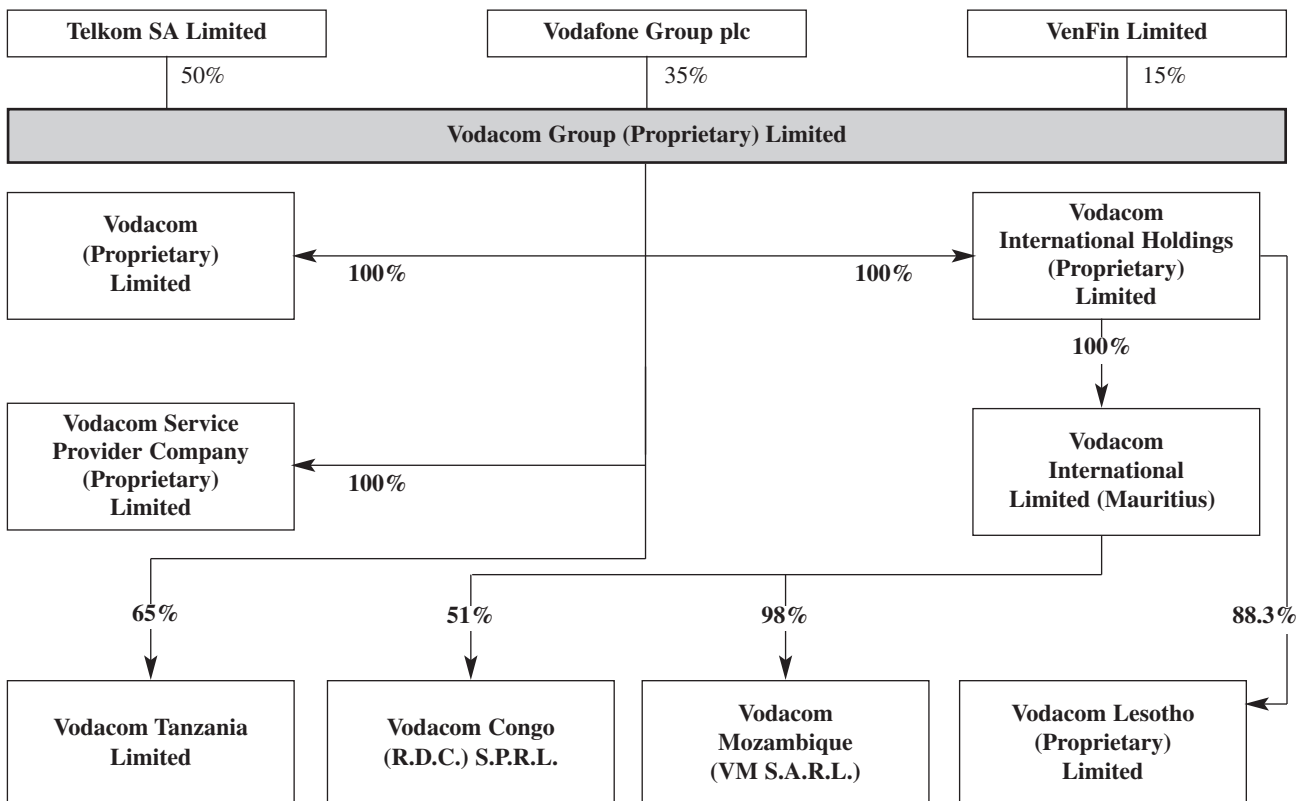 Telkom SA Limited
Vodafone Group plc
VenFin Limited
50%
35%
15%
Vodacom Group (Proprietary) Limited
Vodacom
(Proprietary)
Limited
100%
100%
Vodacom
International Holdings
(Proprietary)
Limited
100%
Vodacom Service
Provider Company
(Proprietary)
Limited
100%
Vodacom
International
Limited (Mauritius)
65%
51%
98%
88.3%
Vodacom Tanzania
Limited
Vodacom Congo
(R.D.C.) S.P.R.L.
Vodacom
Mozambique
(VM S.A.R.L.)
Vodacom Lesotho
(Proprietary)
Limited